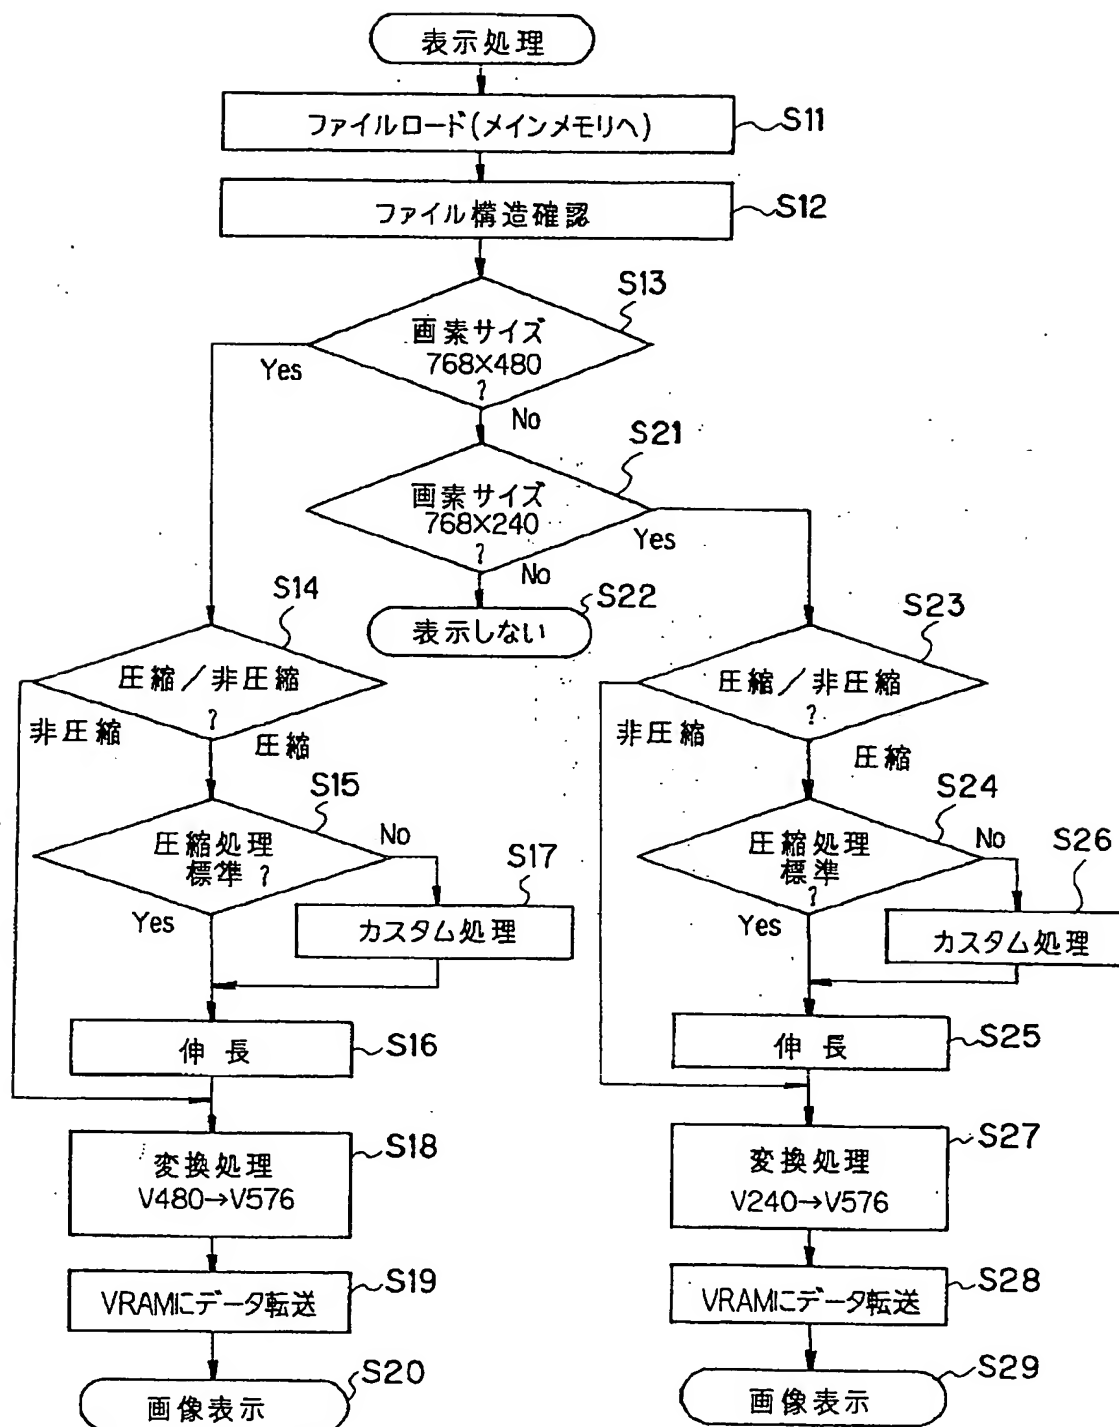 表示処理
ファイルロード(メインメモリヘ)
S11
ファイル構造確認
S12
S13
画素サイズ
768×480
?
Yes
No
S21
画素サイズ
768×240
?
Yes
No
S22
表示しない
S14
圧縮/非圧縮
?
非圧縮
圧縮
S15
圧縮処理
標準?
No
Yes
S17
カスタム処理
伸長
S16
変換処理
V480→V576
S18
VRAMにデータ転送
S19
S20
画像表示
S23
圧縮/非圧縮
?
非圧縮
圧縮
S24
圧縮処理
標準
?
No
Yes
S26
カスタム処理
伸長
S25
変換処理
V240→V576
S27
VRAMにデータ転送
S28
S29
画像表示